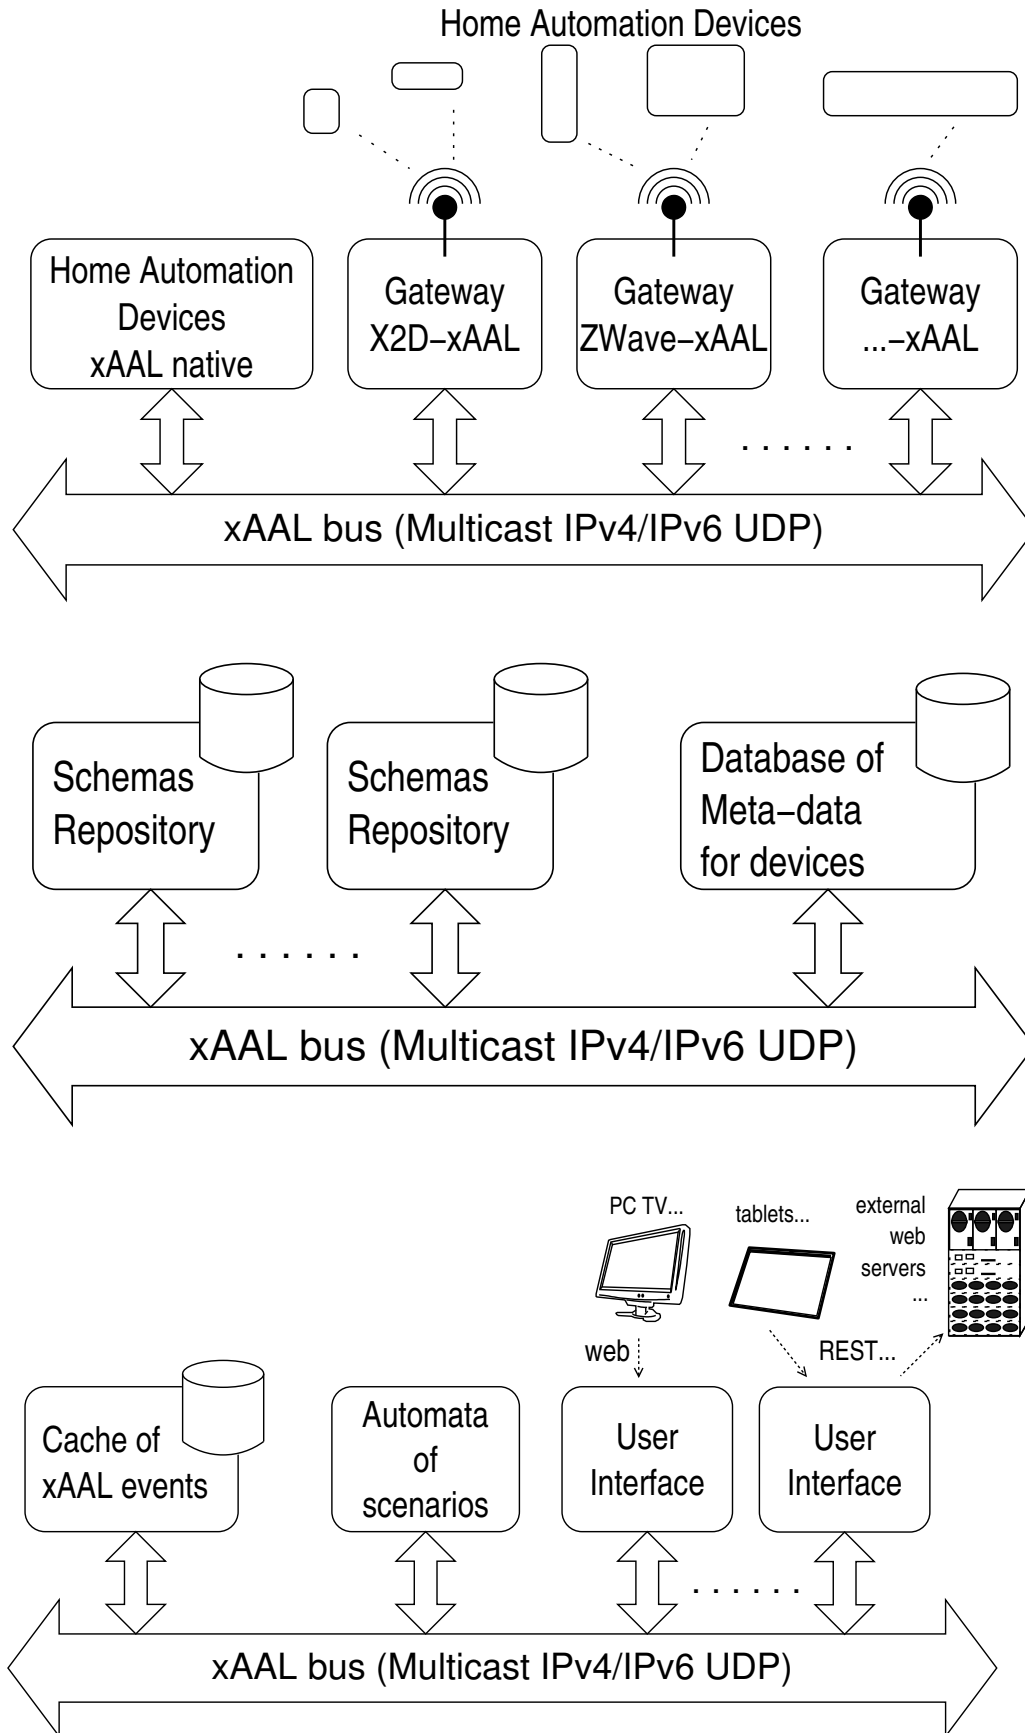 Home Automation Devices
Home Automation
Devices
xAAL native
Gateway
X2D–xAAL
Gateway
ZWave–xAAL
Gateway
...–xAAL
. . . . . .
xAAL bus (Multicast IPv4/IPv6 UDP)
Schemas
Repository
Schemas
Repository
Database of
Meta–data
for devices
. . . . . .
xAAL bus (Multicast IPv4/IPv6 UDP)
PC TV...
tablets...
external
web
servers
...
web
REST...
Cache of
xAAL events
Automata
of
scenarios
User
Interface
User
Interface
. . . . . .
xAAL bus (Multicast IPv4/IPv6 UDP)